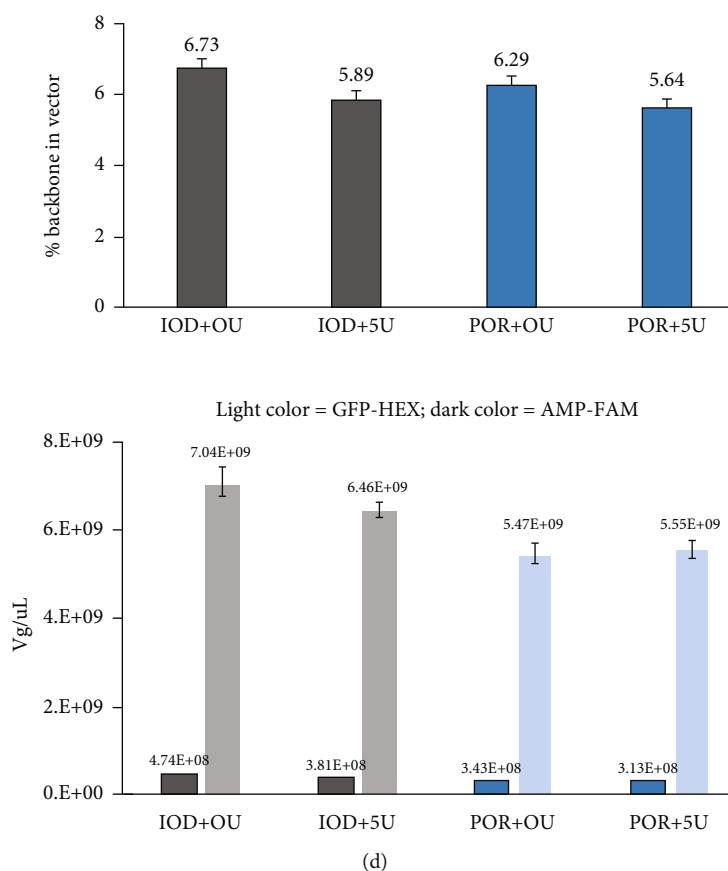 8
6
4
2
0
% backbone in vector
6.73
5.89
6.29
5.64
IOD+OU
IOD+5U
POR+OU
POR+5U
Light color = GFP-HEX; dark color = AMP-FAM
8.E+09
6.E+09
4.E+09
2.E+09
0.E+00
Vg/uL
7.04E+09
6.46E+09
5.47E+09
5.55E+09
4.74E+08
3.81E+08
3.43E+08
3.13E+08
IOD+OU
IOD+5U
POR+OU
POR+5U
(d)